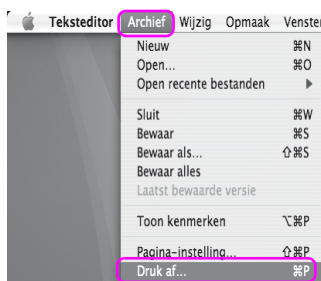 Teksteditor Archief Wijzig Opmaak Venster
Nieuw ⌘N
Open... ⌘O
Open recente bestanden ▶
Sluit ⌘W
Bewaar ⌘S
Bewaar als... ⇧⌘S
Bewaar alles
Laatst bewaarde versie
Toon kenmerken ⌥⌘P
Pagina-instelling... ⇧⌘P
Druk af... ⌘P